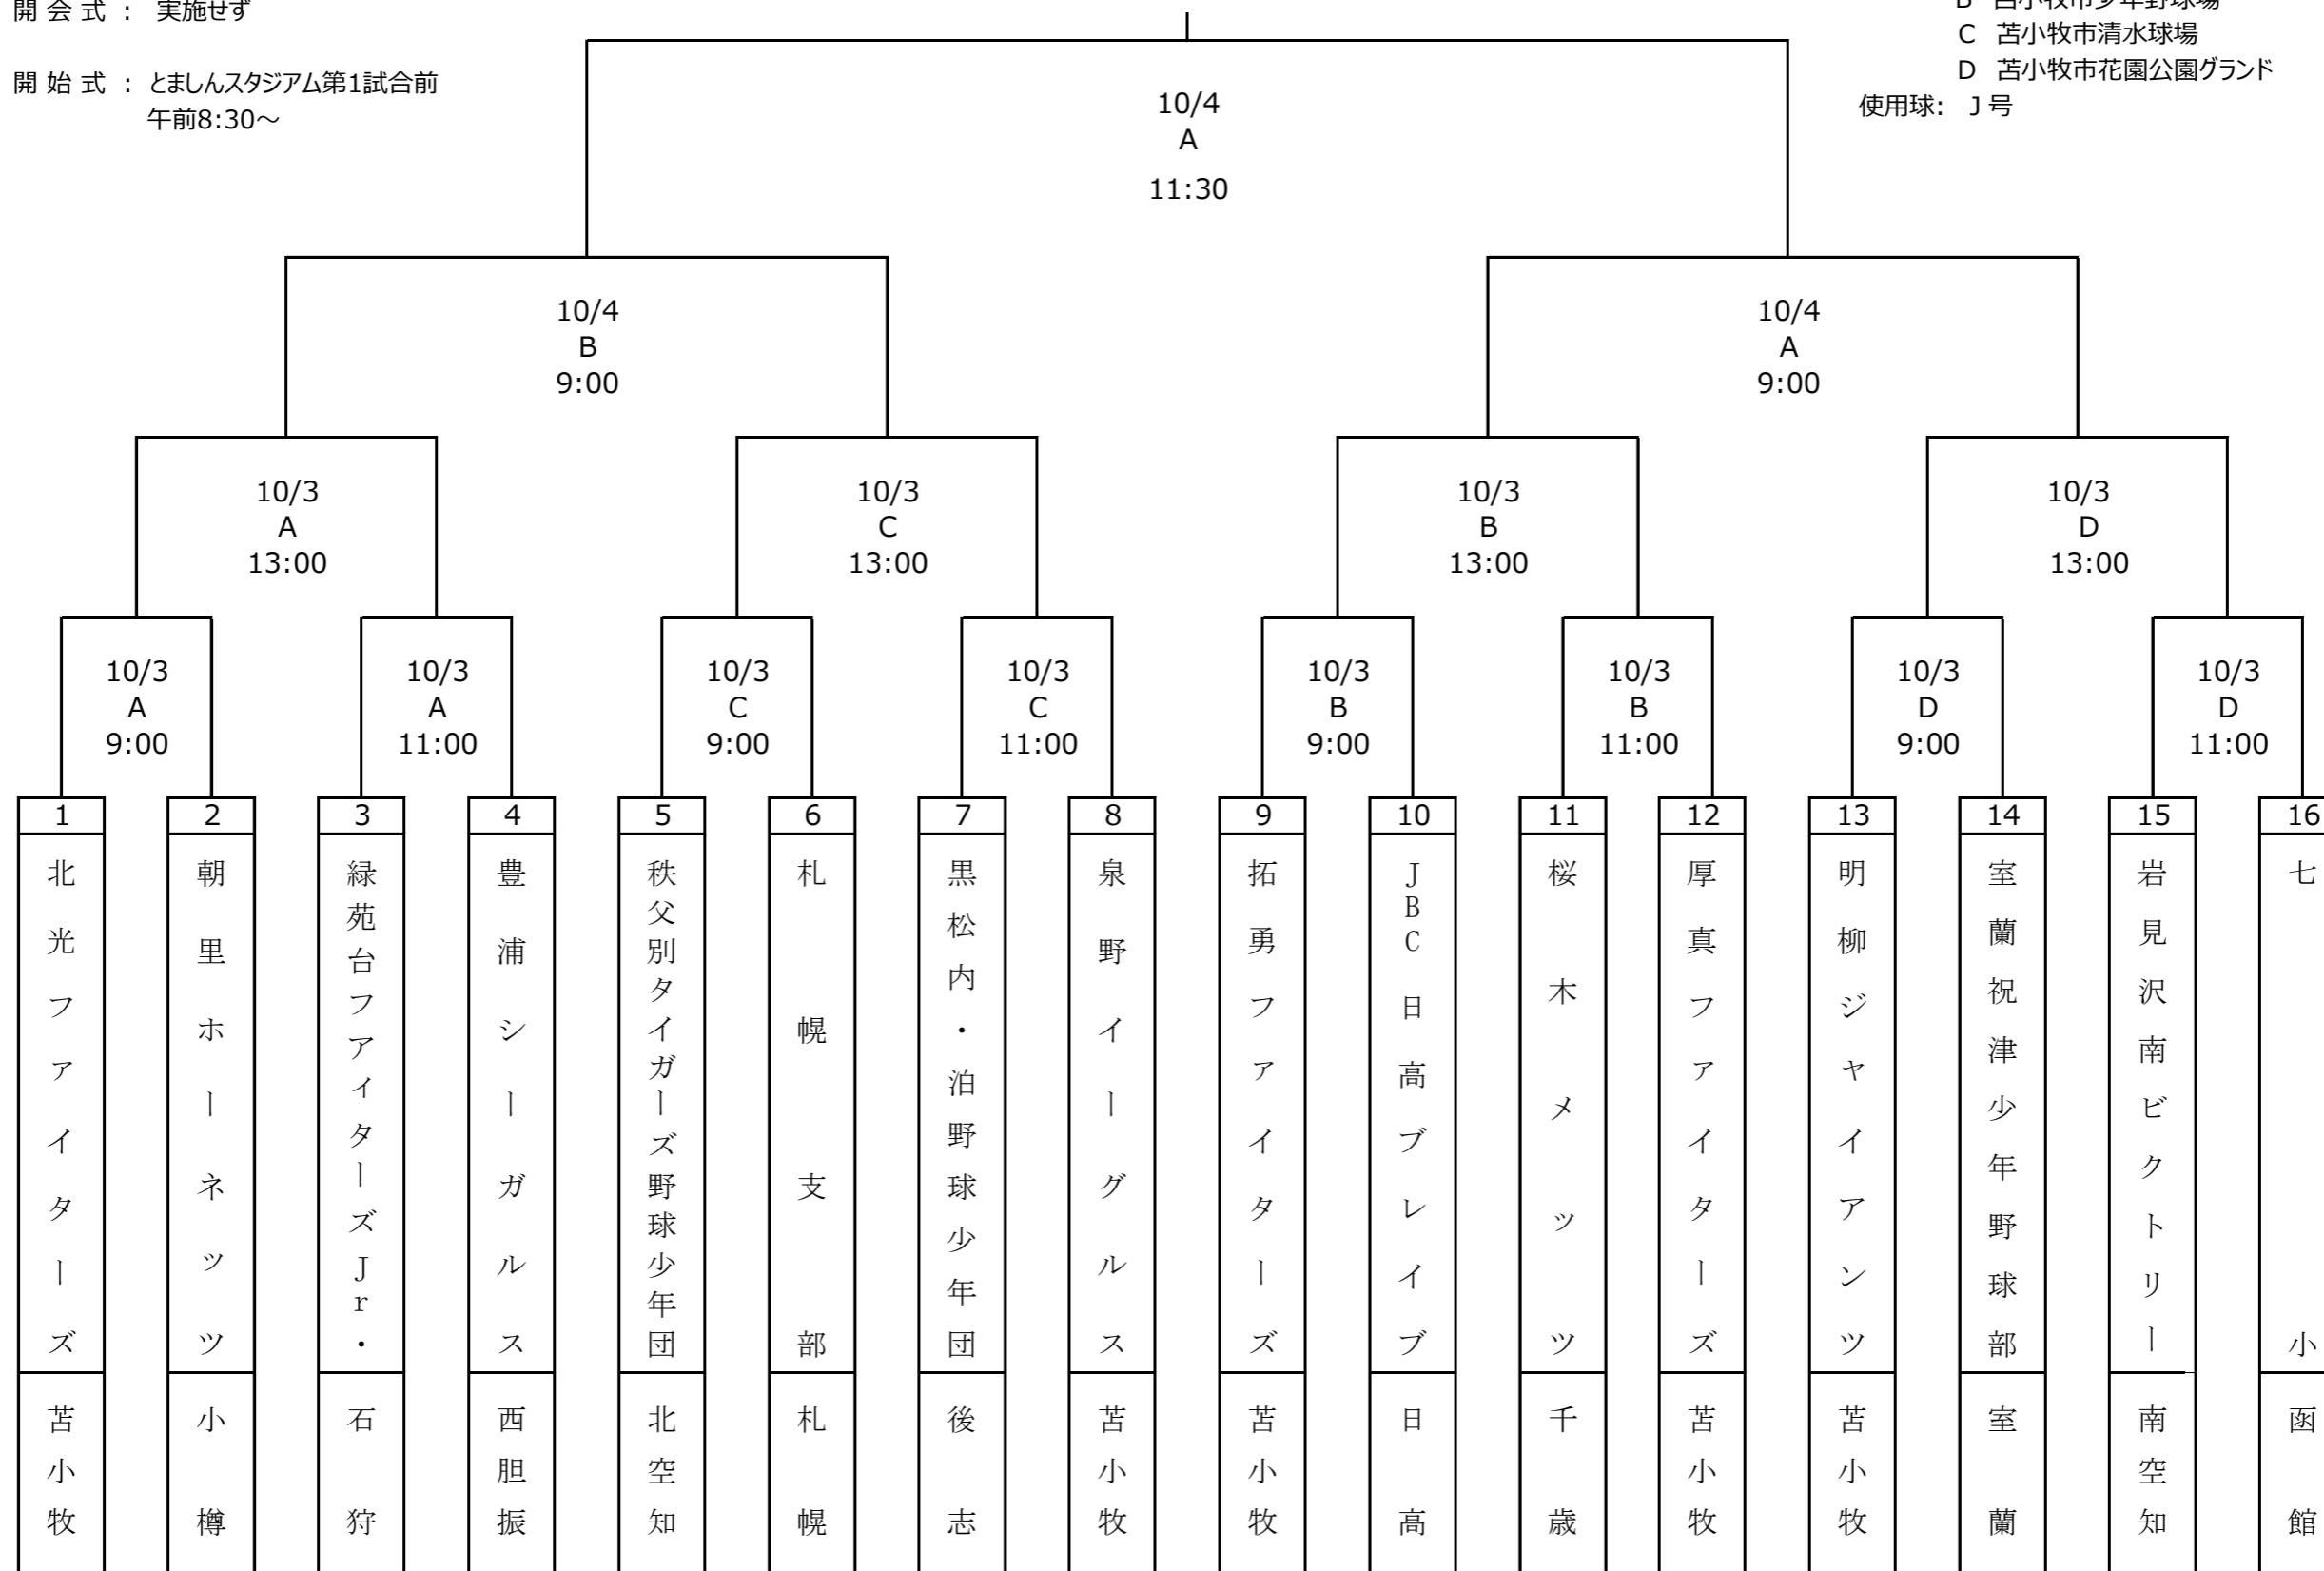 開 会 式 ： 実施せず
開 始 式 ： とましんスタジアム第1試合前
午前8:30～
B 苫小牧市少年野球場
C 苫小牧市清水球場
D 苫小牧市花園公園グランド
使用球: J 号
10/4
A
11:30
10/4
B
9:00
10/4
A
9:00
10/3
A
13:00
10/3
C
13:00
10/3
B
13:00
10/3
D
13:00
10/3
A
9:00
10/3
A
11:00
10/3
C
9:00
10/3
C
11:00
10/3
B
9:00
10/3
B
11:00
10/3
D
9:00
10/3
D
11:00
1
北光ファイターズ
苫小牧
2
朝里ホーネッツ
小樽
3
緑苑台ファイターズJr.
石狩
4
豊浦シーガルス
西胆振
5
秩父別タイガーズ野球少年団
北空知
6
札幌支部
札幌
7
黒松内・泊野球少年団
後志
8
泉野イーグルス
苫小牧
9
拓勇ファイターズ
苫小牧
10
JBC 日高ブレイブ
日高
11
桜木メッツ
千歳
12
厚真ファイターズ
苫小牧
13
明柳ジャイアンツ
苫小牧
14
室蘭祝津少年野球部
室蘭
15
岩見沢南ビクトリー
南空知
16
七小
函館